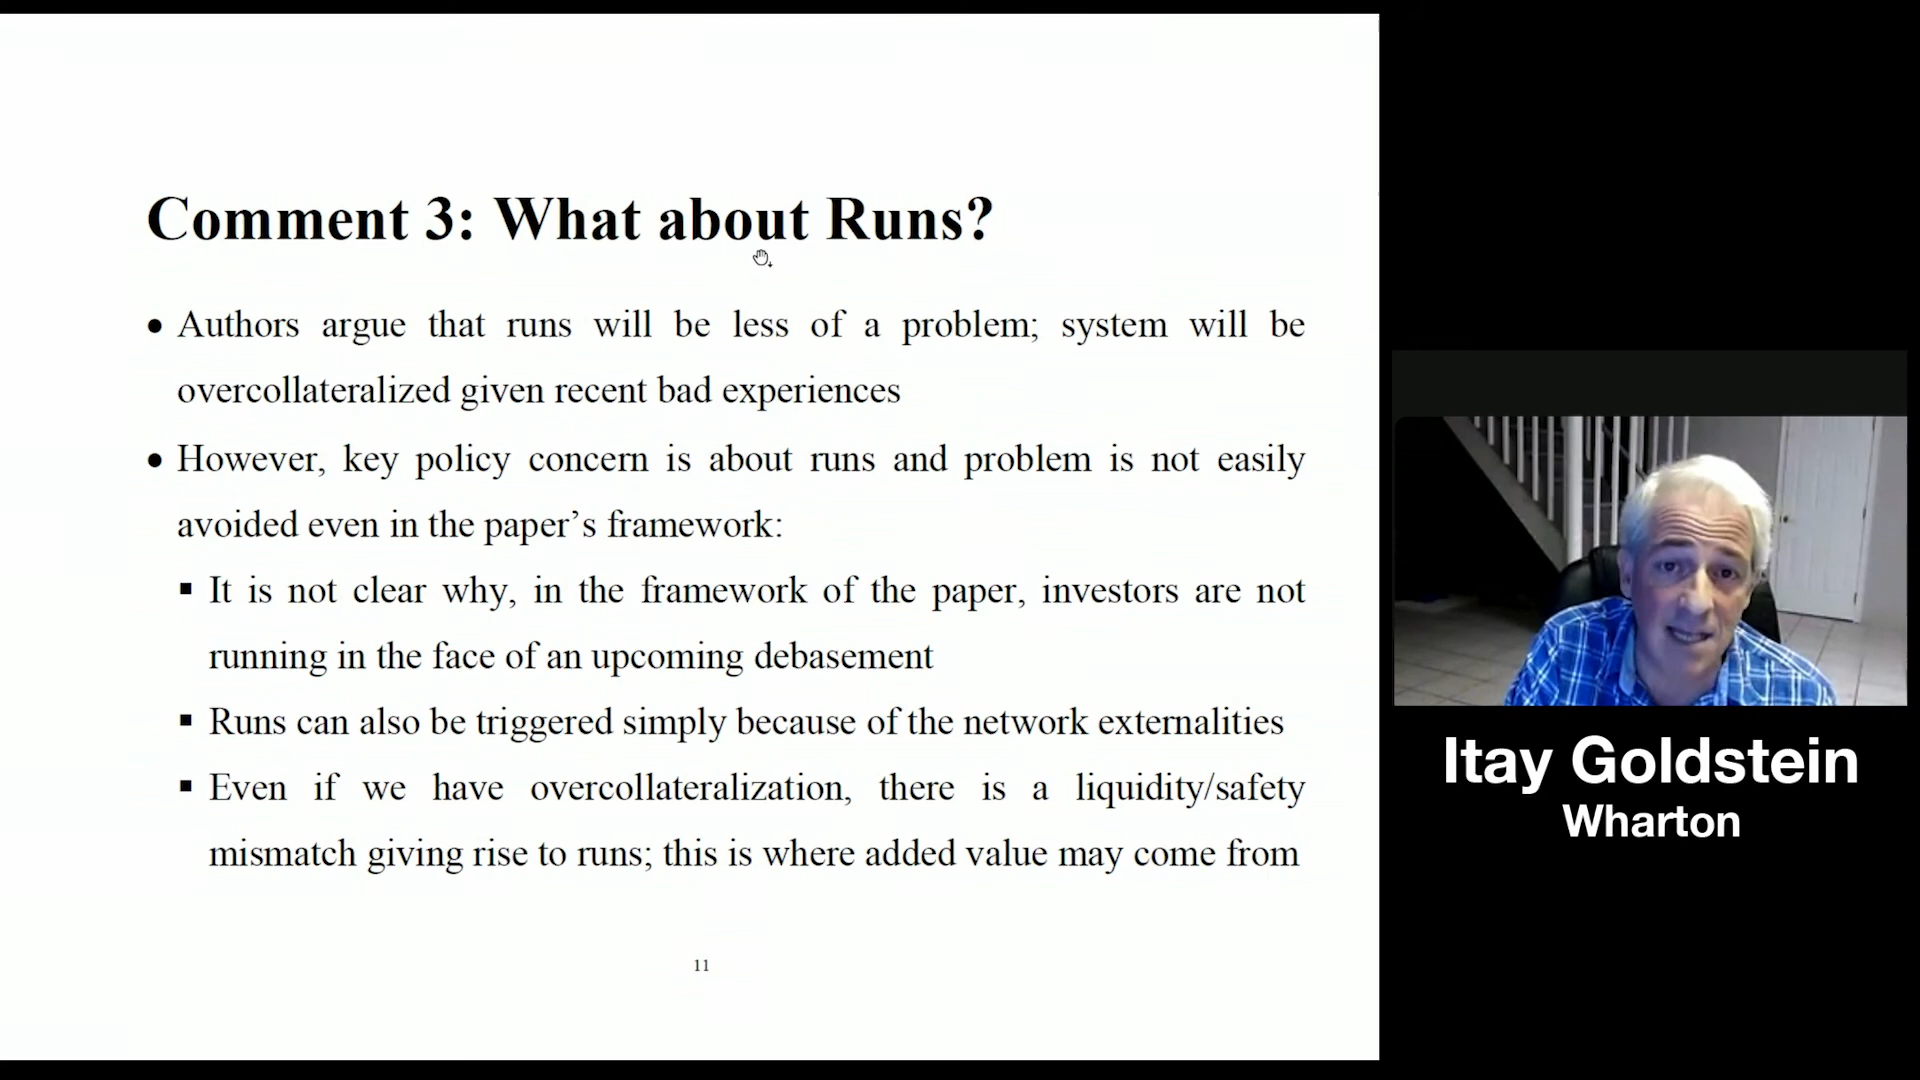 Comment 3: What about Runs?
• Authors argue that runs will be less of a problem; system will be
overcollateralized given recent bad experiences
• However, key policy concern is about runs and problem is not easily
avoided even in the paper’s framework:
▪ It is not clear why, in the framework of the paper, investors are not
running in the face of an upcoming debasement
▪ Runs can also be triggered simply because of the network externalities
▪ Even if we have overcollateralization, there is a liquidity/safety
mismatch giving rise to runs; this is where added value may come from
11
Itay Goldstein
Wharton